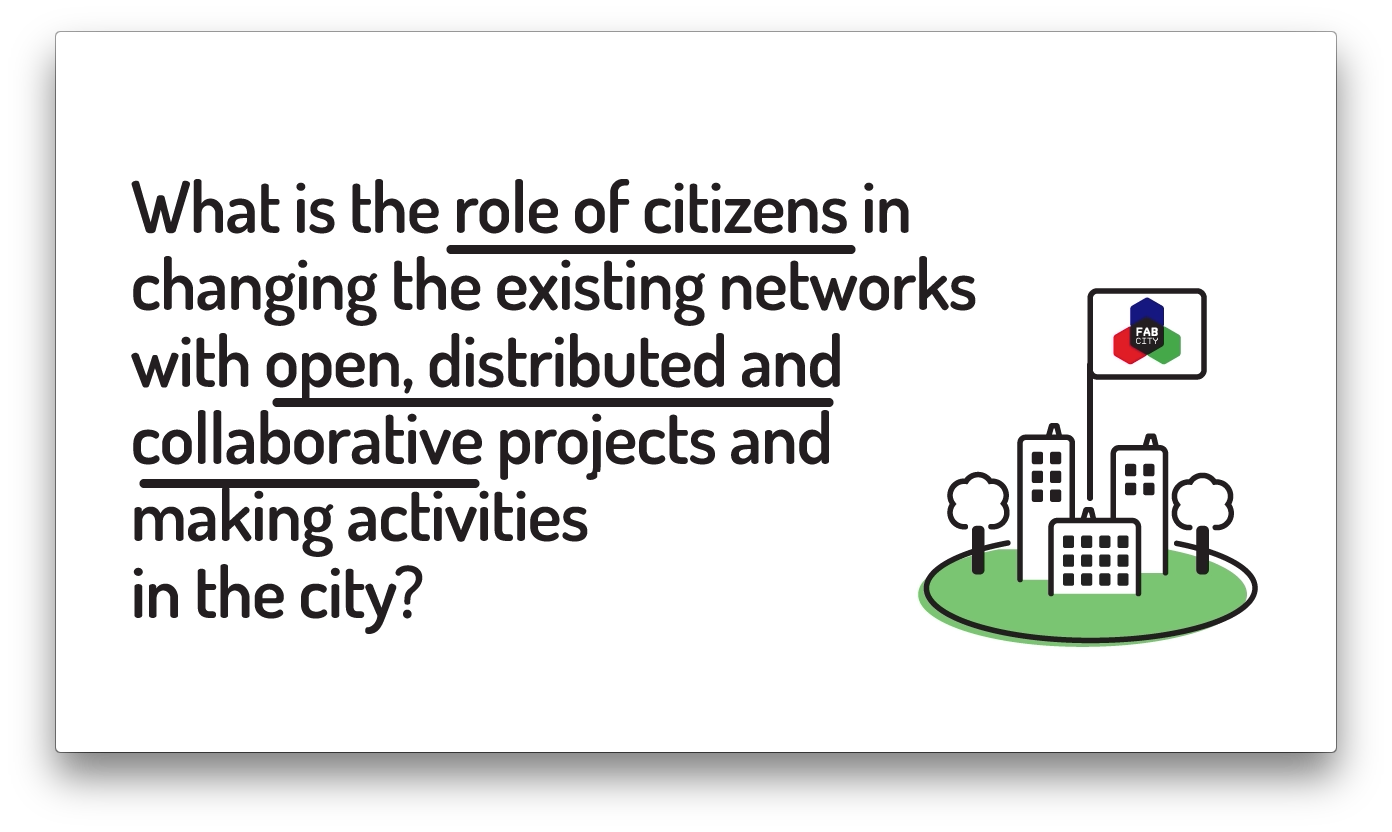 What is the role of citizens in
changing the existing networks
with open, distributed and
collaborative projects and
making activities
in the city?
FAB
CITY